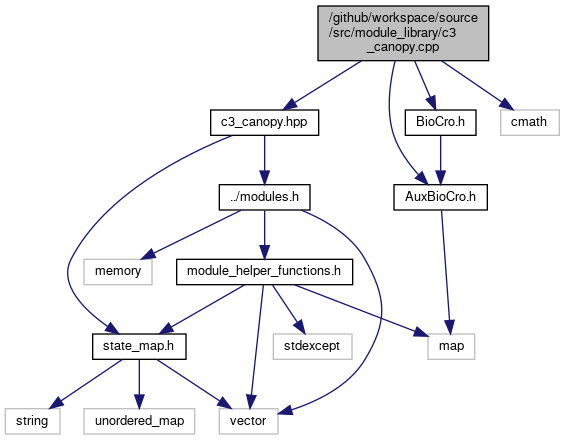 /github/workspace/source
/src/module_library/c3
_canopy.cpp
c3_canopy.hpp
BioCro.h
cmath
../modules.h
AuxBioCro.h
memory
module_helper_functions.h
state_map.h
stdexcept
map
string
unordered_map
vector